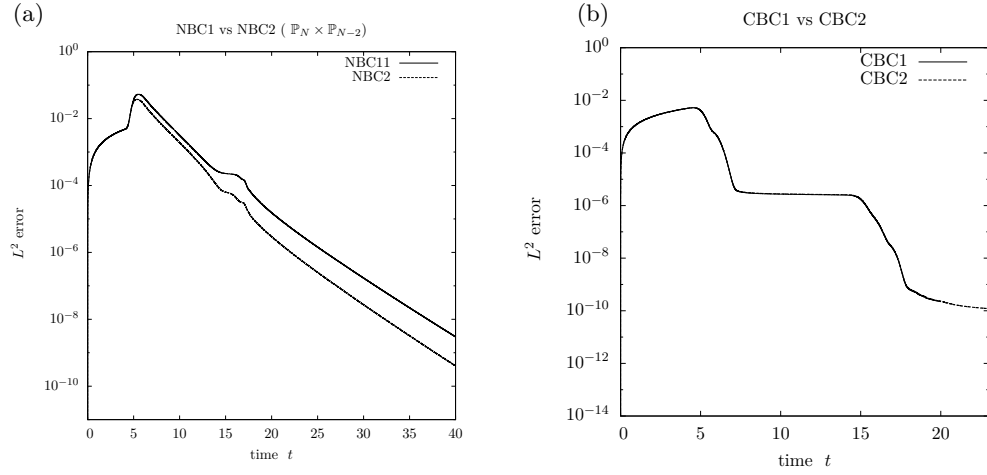 (a)
NBC1 vs NBC2 ( ℙ_N × ℙ_{N−2})
NBC11
NBC2
10^0
10^{−2}
10^{−4}
10^{−6}
10^{−8}
10^{−10}
L^2 error
0 5 10 15 20 25 30 35 40
time t
(b)
CBC1 vs CBC2
CBC1
CBC2
10^0
10^{−2}
10^{−4}
10^{−6}
10^{−8}
10^{−10}
10^{−12}
10^{−14}
L^2 error
0 5 10 15 20
time t